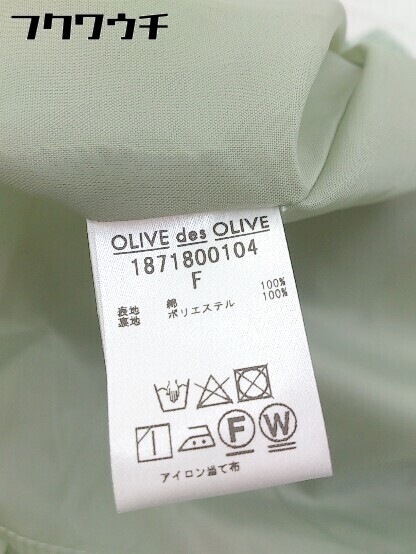 フクワウチ
OLIVE des OLIVE
1871800104
F
表地 綿 100%
裏地 ポリエステル 100%
F W
アイロン当て布